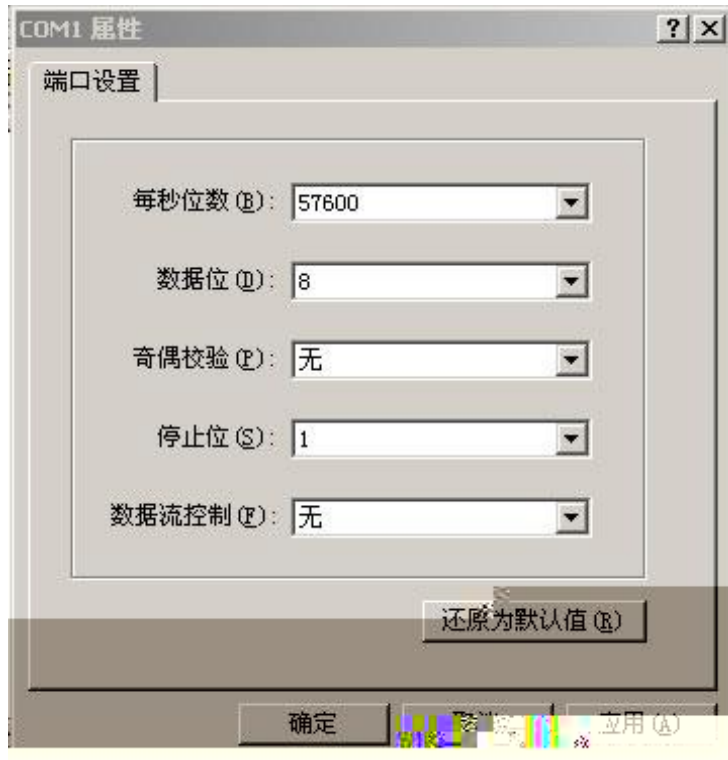 COM1 属性
端口设置
每秒位数(B): 57600
数据位(D): 8
奇偶校验(P): 无
停止位(S): 1
数据流控制(F): 无
还原为默认值(R)
确定 应用(A)